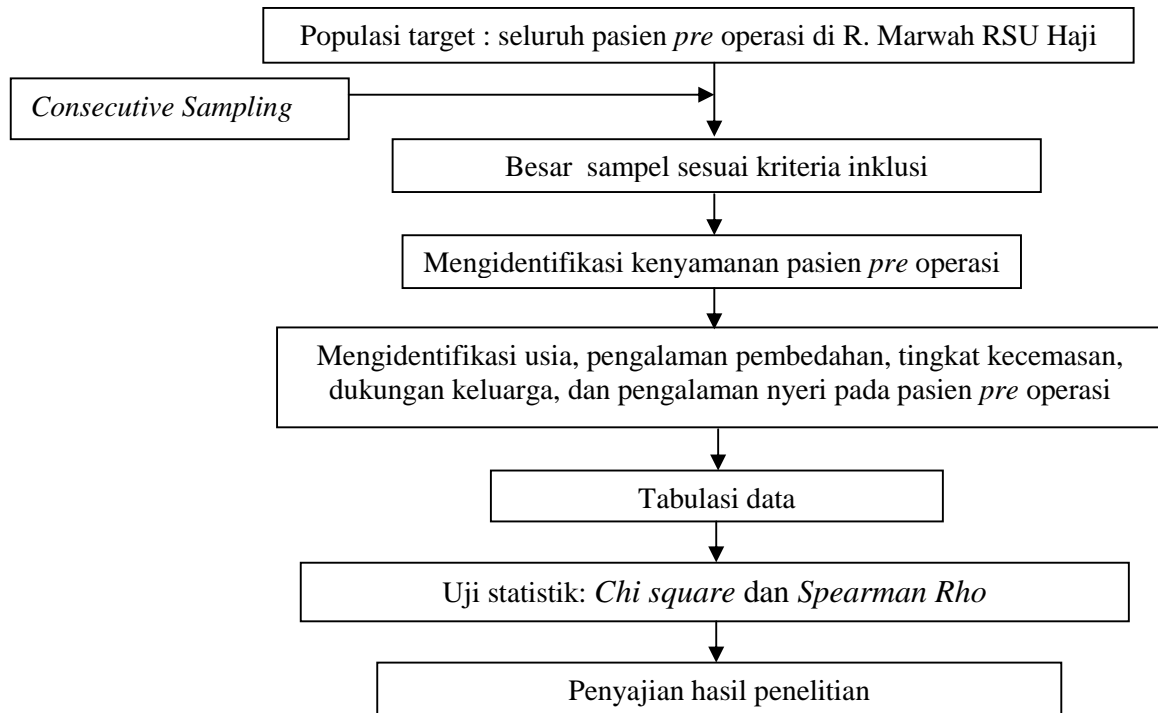 Populasi target : seluruh pasien pre operasi di R. Marwah RSU Haji
Consecutive Sampling
Besar sampel sesuai kriteria inklusi
Mengidentifikasi kenyamanan pasien pre operasi
Mengidentifikasi usia, pengalaman pembedahan, tingkat kecemasan,
dukungan keluarga, dan pengalaman nyeri pada pasien pre operasi
Tabulasi data
Uji statistik: Chi square dan Spearman Rho
Penyajian hasil penelitian